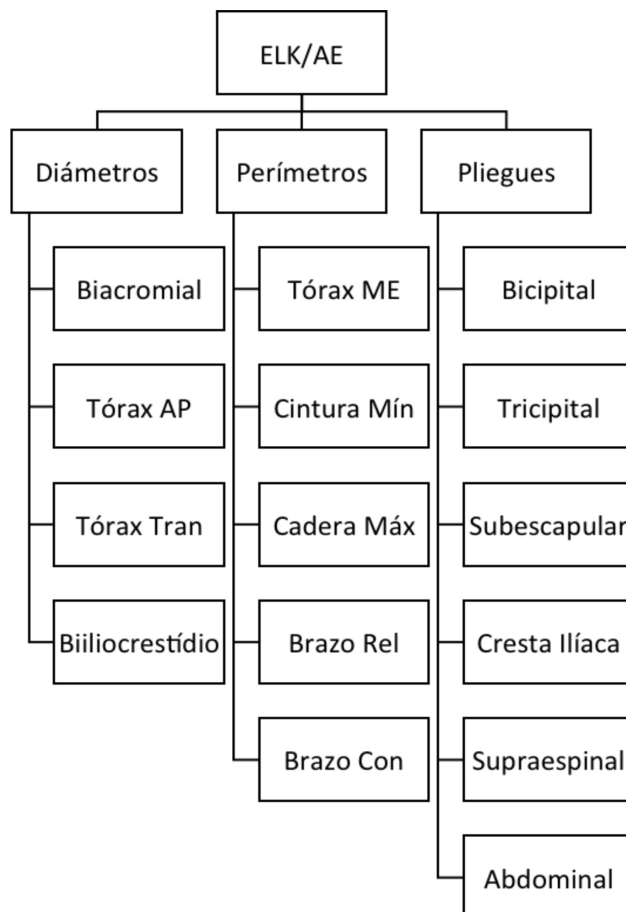 ELK/AE
Diámetros
Perímetros
Pliegues
Biacromial
Tórax AP
Tórax Tran
Biiliocrestídio
Tórax ME
Cintura Mín
Cadera Máx
Brazo Rel
Brazo Con
Bicipital
Tricipital
Subescapular
Cresta Ilíaca
Supraespinal
Abdominal